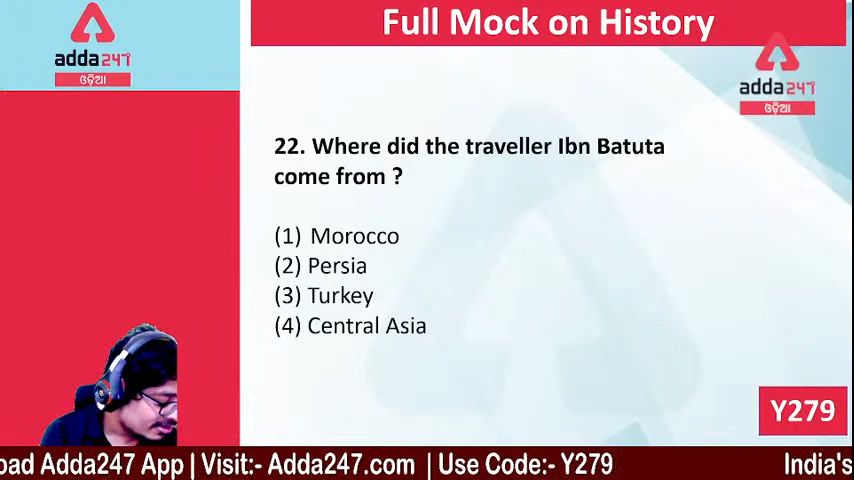 adda247
ଓଡ଼ିଆ
Full Mock on History
adda247
ଓଡ଼ିଆ
22. Where did the traveller Ibn Batuta
come from ?
(1) Morocco
(2) Persia
(3) Turkey
(4) Central Asia
Y279
oad Adda247 App | Visit:- Adda247.com | Use Code:- Y279 India's